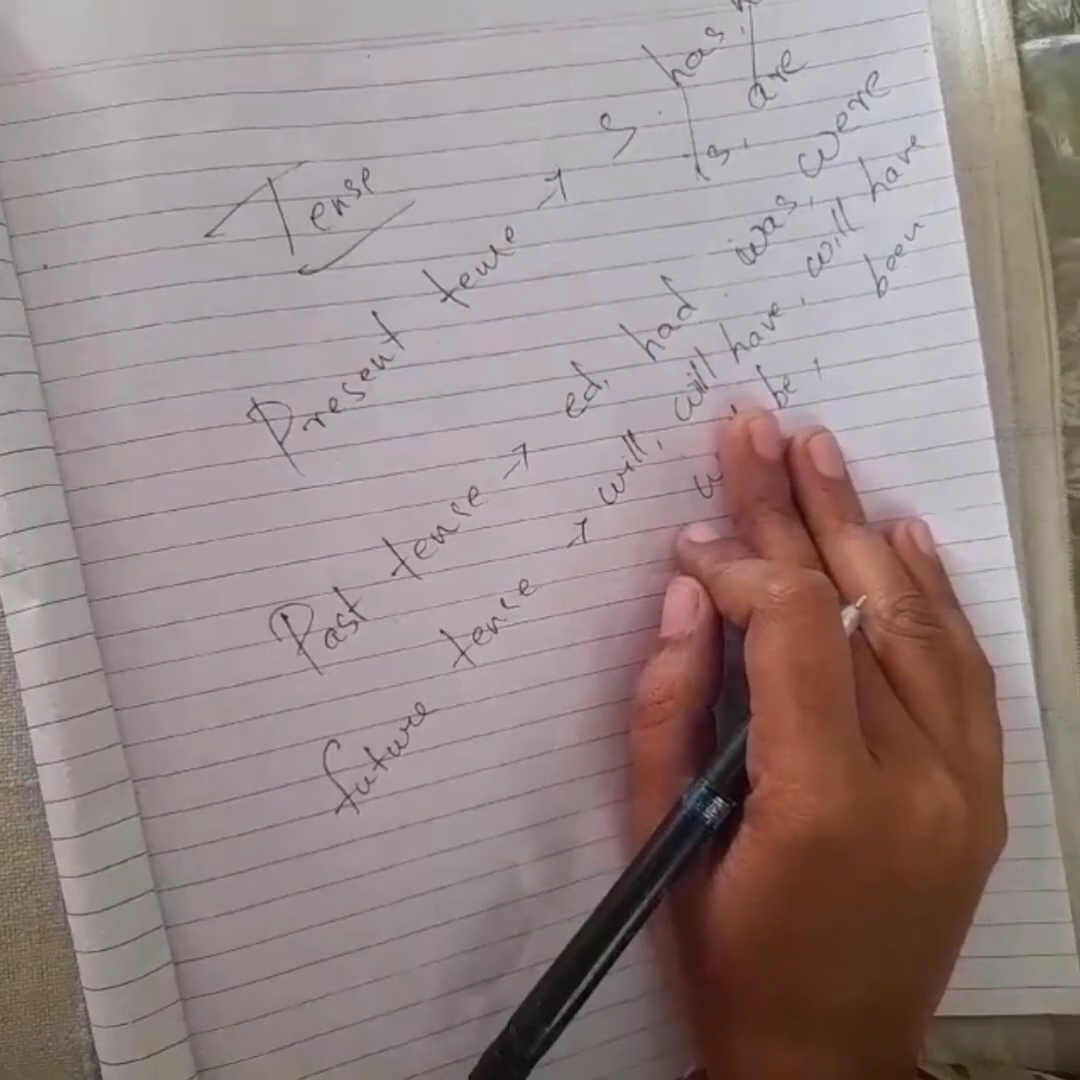 Tense
Present tense → s. has,
is, are
Past tense → ed, had was, were
future tense → will, will have, will have been
be,